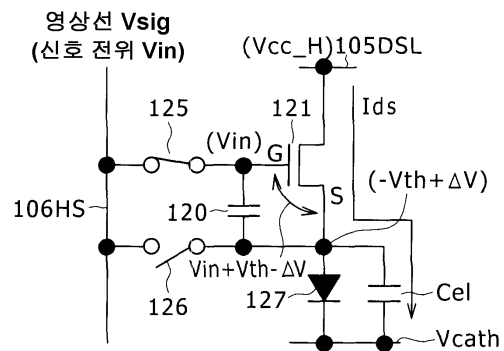 영상선 Vsig
(신호 전위 Vin)
(Vcc_H)105DSL
125
121
Ids
(Vin)
G
S
(-Vth+ΔV)
106HS
120
Vin+Vth-ΔV
126
127
Cel
Vcath